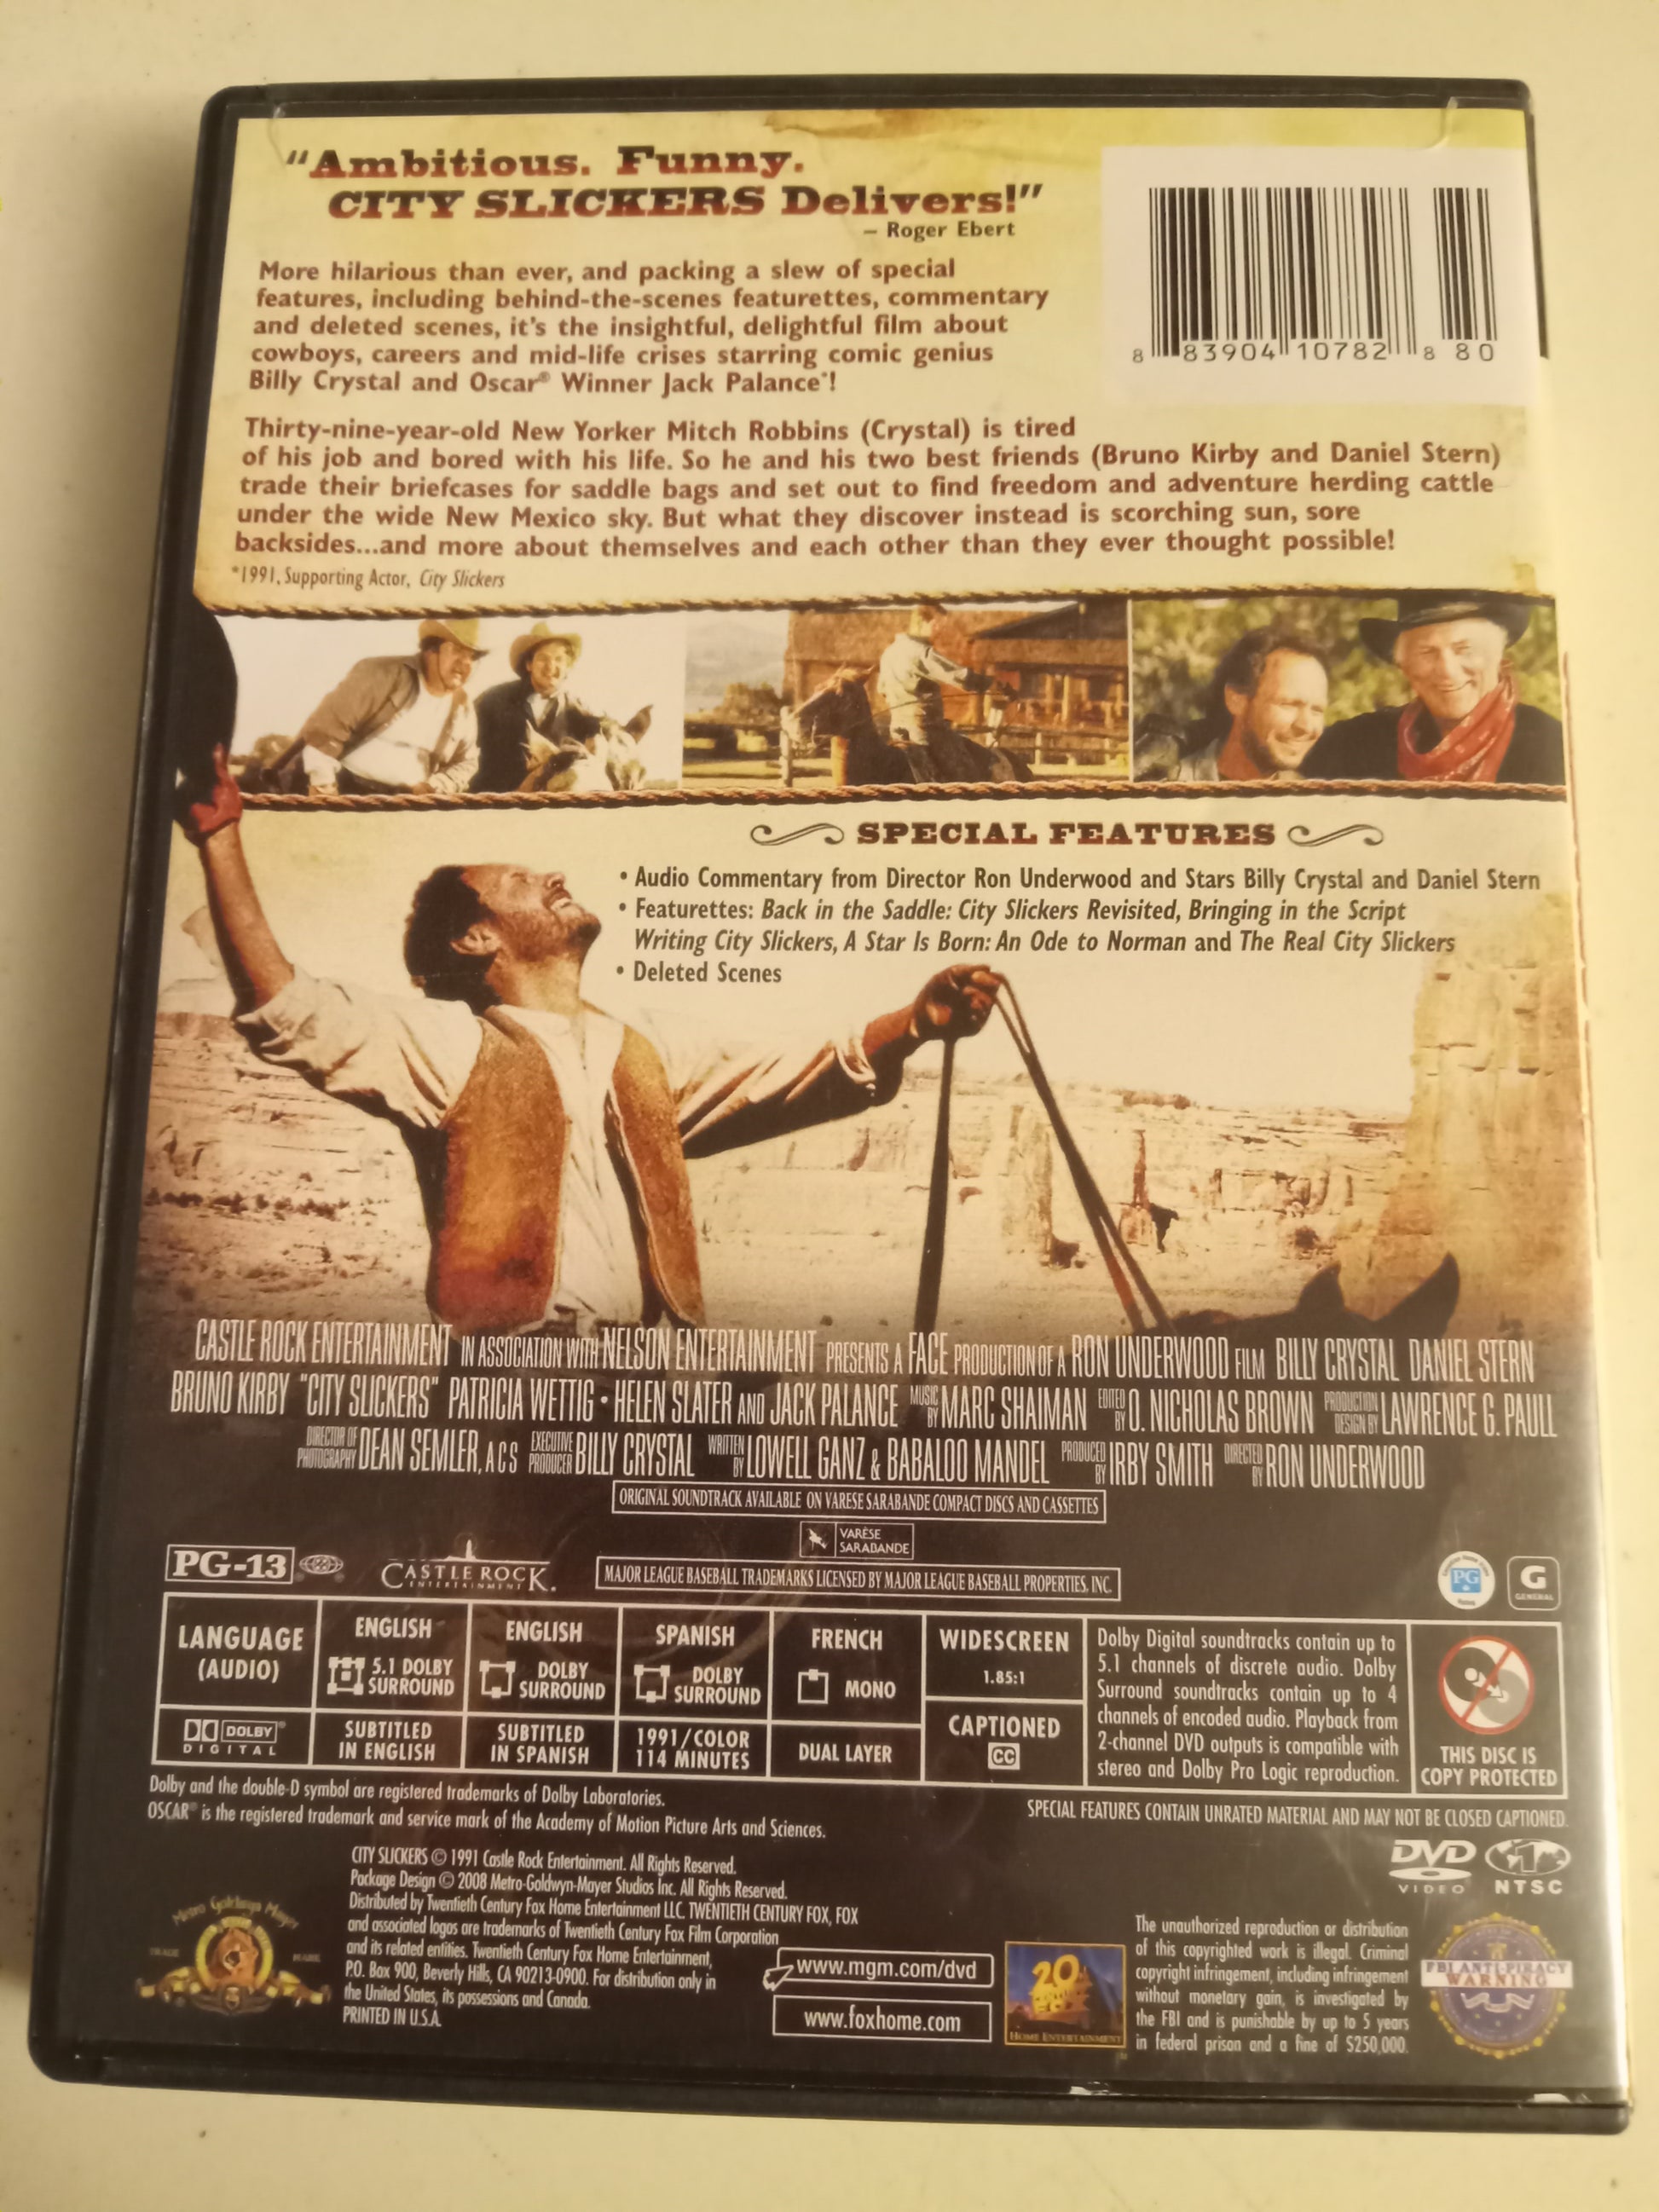 "Ambitious. Funny.
CITY SLICKERS Delivers!"
– Roger Ebert
More hilarious than ever, and packing a slew of special
features, including behind-the-scenes featurettes, commentary
and deleted scenes, it's the insightful, delightful film about
cowboys, careers and mid-life crises starring comic genius
Billy Crystal and Oscar® Winner Jack Palance*!
8 83904 10782 8 80
Thirty-nine-year-old New Yorker Mitch Robbins (Crystal) is tired
of his job and bored with his life. So he and his two best friends (Bruno Kirby and Daniel Stern)
trade their briefcases for saddle bags and set out to find freedom and adventure herding cattle
under the wide New Mexico sky. But what they discover instead is scorching sun, sore
backsides...and more about themselves and each other than they ever thought possible!
*1991, Supporting Actor, City Slickers
SPECIAL FEATURES
• Audio Commentary from Director Ron Underwood and Stars Billy Crystal and Daniel Stern
• Featurettes: Back in the Saddle: City Slickers Revisited, Bringing in the Script
Writing City Slickers, A Star Is Born: An Ode to Norman and The Real City Slickers
• Deleted Scenes
CASTLE ROCK ENTERTAINMENT IN ASSOCIATION WITH NELSON ENTERTAINMENT PRESENTS A FACE PRODUCTION OF A RON UNDERWOOD FILM BILLY CRYSTAL DANIEL STERN
BRUNO KIRBY "CITY SLICKERS" PATRICIA WETTIG • HELEN SLATER AND JACK PALANCE MUSIC BY MARC SHAIMAN EDITED BY O. NICHOLAS BROWN PRODUCTION DESIGN BY LAWRENCE G. PAULL
DIRECTOR OF PHOTOGRAPHY DEAN SEMLER, A C S EXECUTIVE PRODUCER BILLY CRYSTAL WRITTEN BY LOWELL GANZ & BABALOO MANDEL PRODUCED BY IRBY SMITH DIRECTED BY RON UNDERWOOD
ORIGINAL SOUNDTRACK AVAILABLE ON VARESE SARABANDE COMPACT DISCS AND CASSETTES
VARÈSE
SARABANDE
PG-13
CASTLE ROCK
ENTERTAINMENT
MAJOR LEAGUE BASEBALL TRADEMARKS LICENSED BY MAJOR LEAGUE BASEBALL PROPERTIES, INC.
PG
G
GENERAL
LANGUAGE
(AUDIO)
ENGLISH
5.1 DOLBY
SURROUND
ENGLISH
DOLBY
SURROUND
SPANISH
DOLBY
SURROUND
FRENCH
MONO
WIDESCREEN
1.85:1
DOLBY®
DIGITAL
SUBTITLED
IN ENGLISH
SUBTITLED
IN SPANISH
1991/COLOR
114 MINUTES
DUAL LAYER
CAPTIONED
CC
Dolby Digital soundtracks contain up to
5.1 channels of discrete audio. Dolby
Surround soundtracks contain up to 4
channels of encoded audio. Playback from
2-channel DVD outputs is compatible with
stereo and Dolby Pro Logic reproduction.
THIS DISC IS
COPY PROTECTED
Dolby and the double-D symbol are registered trademarks of Dolby Laboratories.
OSCAR® is the registered trademark and service mark of the Academy of Motion Picture Arts and Sciences.
SPECIAL FEATURES CONTAIN UNRATED MATERIAL AND MAY NOT BE CLOSED CAPTIONED.
CITY SLICKERS © 1991 Castle Rock Entertainment. All Rights Reserved.
Package Design © 2008 Metro-Goldwyn-Mayer Studios Inc. All Rights Reserved.
Distributed by Twentieth Century Fox Home Entertainment LLC. TWENTIETH CENTURY FOX, FOX
and associated logos are trademarks of Twentieth Century Fox Film Corporation
and its related entities. Twentieth Century Fox Home Entertainment,
P.O. Box 900, Beverly Hills, CA 90213-0900. For distribution only in
the United States, its possessions and Canada.
PRINTED IN U.S.A.
Metro Goldwyn Mayer
TRADE MARK
www.mgm.com/dvd
www.foxhome.com
20
CENTURY
FOX
HOME ENTERTAINMENT
DVD
VIDEO
NTSC
The unauthorized reproduction or distribution
of this copyrighted work is illegal. Criminal
copyright infringement, including infringement
without monetary gain, is investigated by
the FBI and is punishable by up to 5 years
in federal prison and a fine of $250,000.
FBI ANTI-PIRACY
WARNING